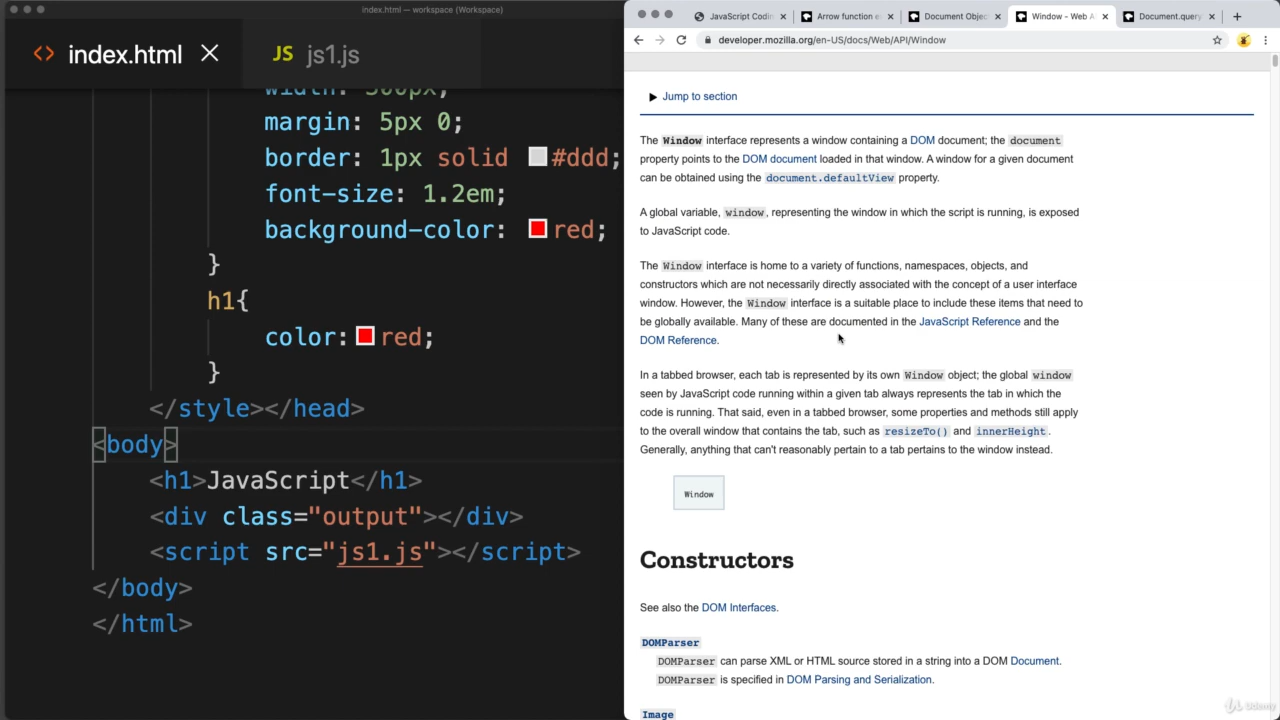 index.html — workspace (Workspace)
<> index.html ×
JS js1.js
width: 300px;
margin: 5px 0;
border: 1px solid #ddd;
font-size: 1.2em;
background-color: red;
}
h1{
color: red;
}
</style></head>
<body>
<h1>JavaScript</h1>
<div class="output"></div>
<script src="js1.js"></script>
</body>
</html>
JavaScript Codin ×
Arrow function e ×
Document Objec ×
Window - Web A ×
Document.query ×
developer.mozilla.org/en-US/docs/Web/API/Window
▶ Jump to section
The Window interface represents a window containing a DOM document; the document
property points to the DOM document loaded in that window. A window for a given document
can be obtained using the document.defaultView property.
A global variable, window, representing the window in which the script is running, is exposed
to JavaScript code.
The Window interface is home to a variety of functions, namespaces, objects, and
constructors which are not necessarily directly associated with the concept of a user interface
window. However, the Window interface is a suitable place to include these items that need to
be globally available. Many of these are documented in the JavaScript Reference and the
DOM Reference.
In a tabbed browser, each tab is represented by its own Window object; the global window
seen by JavaScript code running within a given tab always represents the tab in which the
code is running. That said, even in a tabbed browser, some properties and methods still apply
to the overall window that contains the tab, such as resizeTo() and innerHeight.
Generally, anything that can't reasonably pertain to a tab pertains to the window instead.
Window
Constructors
See also the DOM Interfaces.
DOMParser
DOMParser can parse XML or HTML source stored in a string into a DOM Document.
DOMParser is specified in DOM Parsing and Serialization.
Image
Udemy